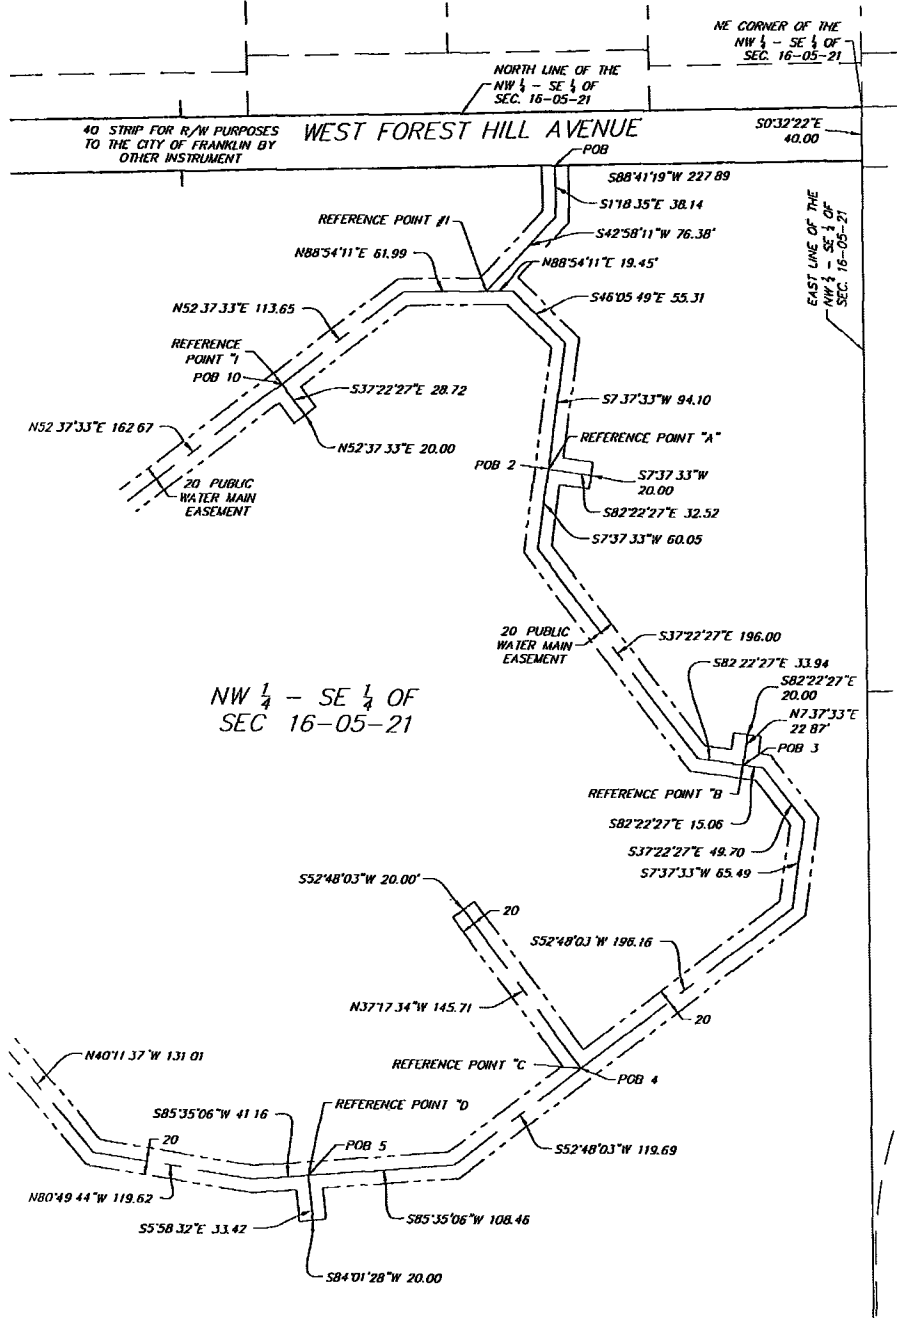 NE CORNER OF THE
NW 1/4 - SE 1/4 OF
SEC. 16-05-21
NORTH LINE OF THE
NW 1/4 - SE 1/4 OF
SEC. 16-05-21
40 STRIP FOR R/W PURPOSES
TO THE CITY OF FRANKLIN BY
OTHER INSTRUMENT
WEST FOREST HILL AVENUE
S0°32'22"E
40.00
POB
S88°41'19"W 227 89
S1°18 35"E 38.14
REFERENCE POINT #1
S42°58'11"W 76.38'
N88°54'11"E 61.99
N88°54'11"E 19.45'
EAST LINE OF THE
NW 1/4 - SE 1/4 OF
SEC. 16-05-21
N52 37.33"E 113.65
S46°05 49"E 55.31
REFERENCE
POINT "I
POB 10
S37°22'27"E 28.72
S7 37'33"W 94.10
N52 37'33"E 162 67
N52°37 33"E 20.00
REFERENCE POINT "A"
POB 2
S7°37 33"W
20.00
20 PUBLIC
WATER MAIN
EASEMENT
S82°22'27"E 32.52
S7°37 33"W 60.05
20 PUBLIC
WATER MAIN
EASEMENT
S37°22'27"E 196.00
S82 22'27"E 33.94
S82°22'27"E
20.00
NW 1/4 - SE 1/4 OF
SEC 16-05-21
N7 37'33"E
22 87'
POB 3
REFERENCE POINT "B
S82°22'27"E 15.06
S37°22'27"E 49.70
S7°37'33"W 65.49
S52°48'03"W 20.00'
20
S52°48'03 "W 196.16
N37°17 34"W 145.71
20
N40°11 37"W 131 01
REFERENCE POINT "C
POB 4
S85°35'06"W 41 16
REFERENCE POINT "D
20
POB 5
S52°48'03"W 119.69
N80°49 44"W 119.62
S85°35'06"W 108.46
S5°58 32"E 33.42
S84°01'28"W 20.00